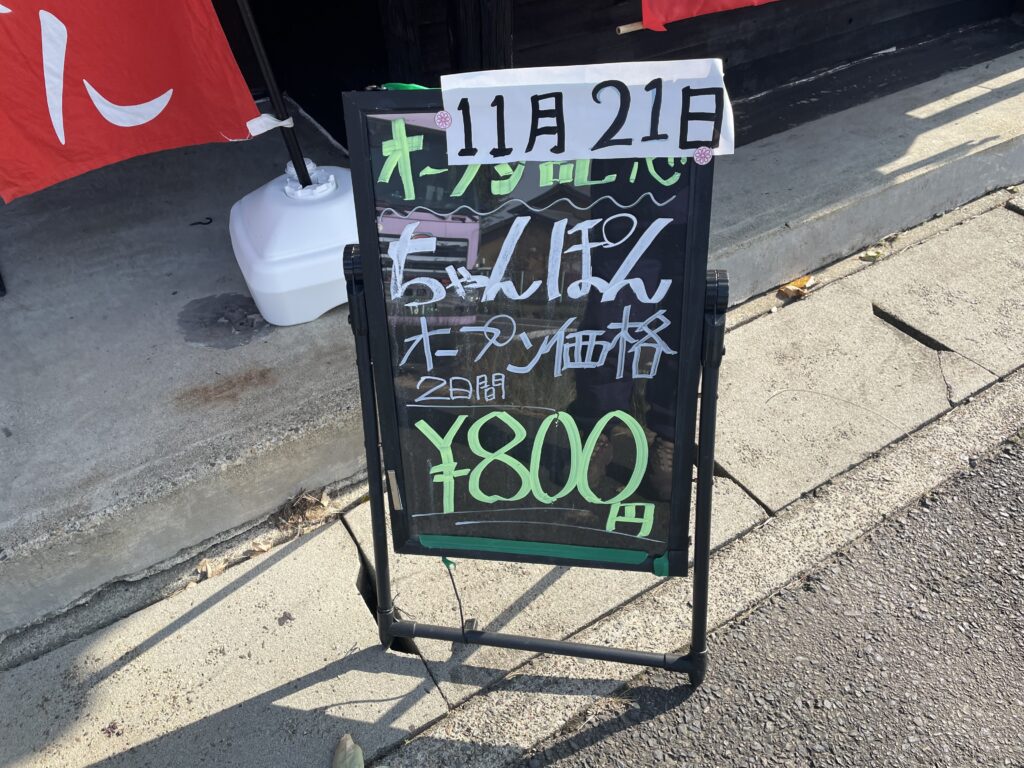 11月21日
オープン記念
ちゃんぽん
オープン価格
2日間
¥800
円